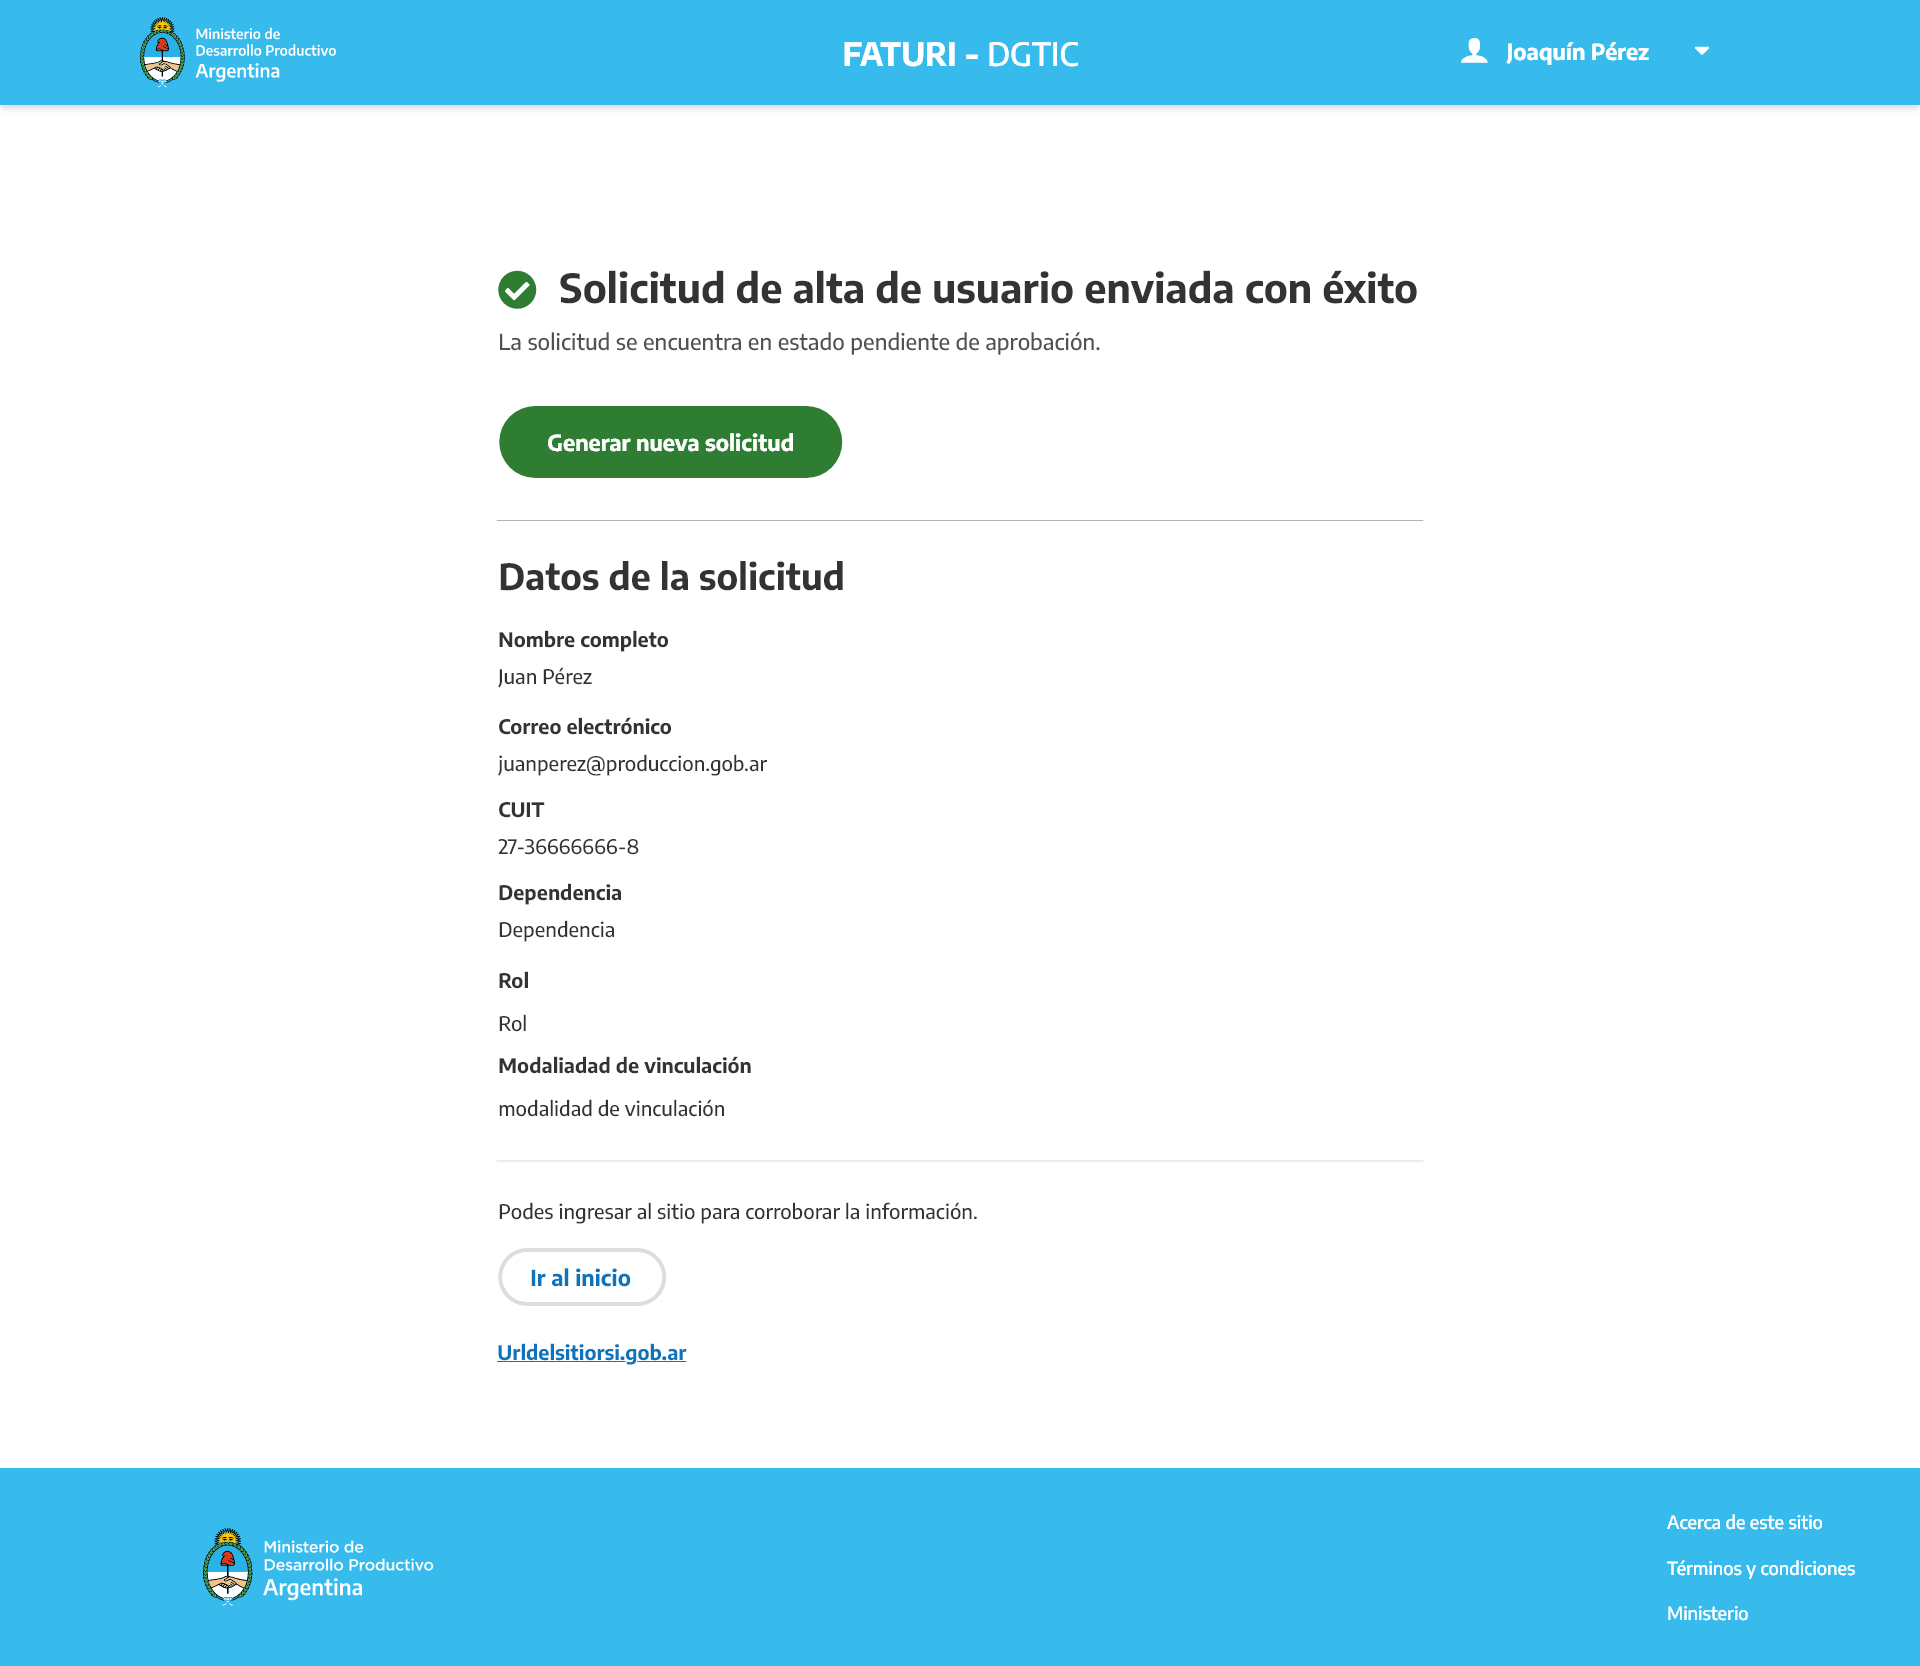 Ministerio de
Desarrollo Productivo
Argentina
FATURI - DGTIC
Joaquín Pérez
Solicitud de alta de usuario enviada con éxito
La solicitud se encuentra en estado pendiente de aprobación.
Generar nueva solicitud
Datos de la solicitud
Nombre completo
Juan Pérez
Correo electrónico
juanperez@produccion.gob.ar
CUIT
27-36666666-8
Dependencia
Dependencia
Rol
Rol
Modaliadad de vinculación
modalidad de vinculación
Podes ingresar al sitio para corroborar la información.
Ir al inicio
Urldelsitiorsi.gob.ar
Ministerio de
Desarrollo Productivo
Argentina
Acerca de este sitio
Términos y condiciones
Ministerio